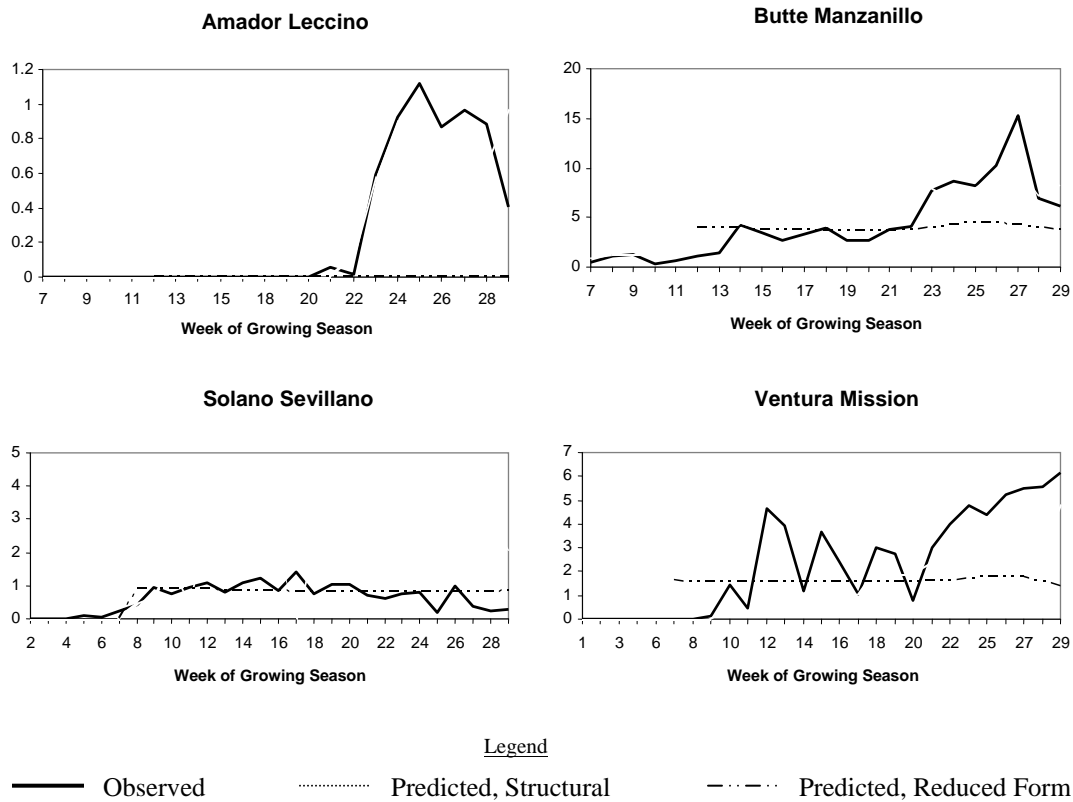 Amador Leccino
1.2
1
0.8
0.6
0.4
0.2
0
7 9 11 12 13 15 17 18 20 22 24 26 28
Week of Growing Season
Butte Manzanillo
20
15
10
5
0
7 9 11 13 15 17 19 21 23 25 27 29
Week of Growing Season
Solano Sevillano
5
4
3
2
1
0
2 4 6 8 10 12 14 16 18 20 22 24 26 28
Week of Growing Season
Ventura Mission
7
6
5
4
3
2
1
0
1 3 6 8 10 12 14 16 18 20 22 25 27 29
Week of Growing Season
Legend
Observed
Predicted, Structural
Predicted, Reduced Form